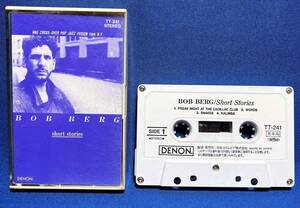 TT-241
STEREO
NNE CROSS-OVER POP JAZZ FUSION from N.Y.
BOB BERG
short stories
DENON
BOB BERG/Short Stories
1. FRIDAY NIGHT AT THE CADILLAC CLUB 2. WORDS
3. SNAKES 4. KALIMBA
SIDE 1
TT-241
DENON